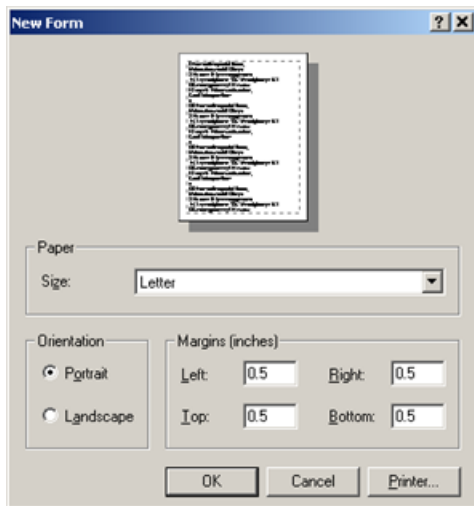 New Form
Paper
Size: Letter
Orientation
Portrait
Landscape
Margins (inches)
Left: 0.5 Right: 0.5
Top: 0.5 Bottom: 0.5
OK Cancel Printer...